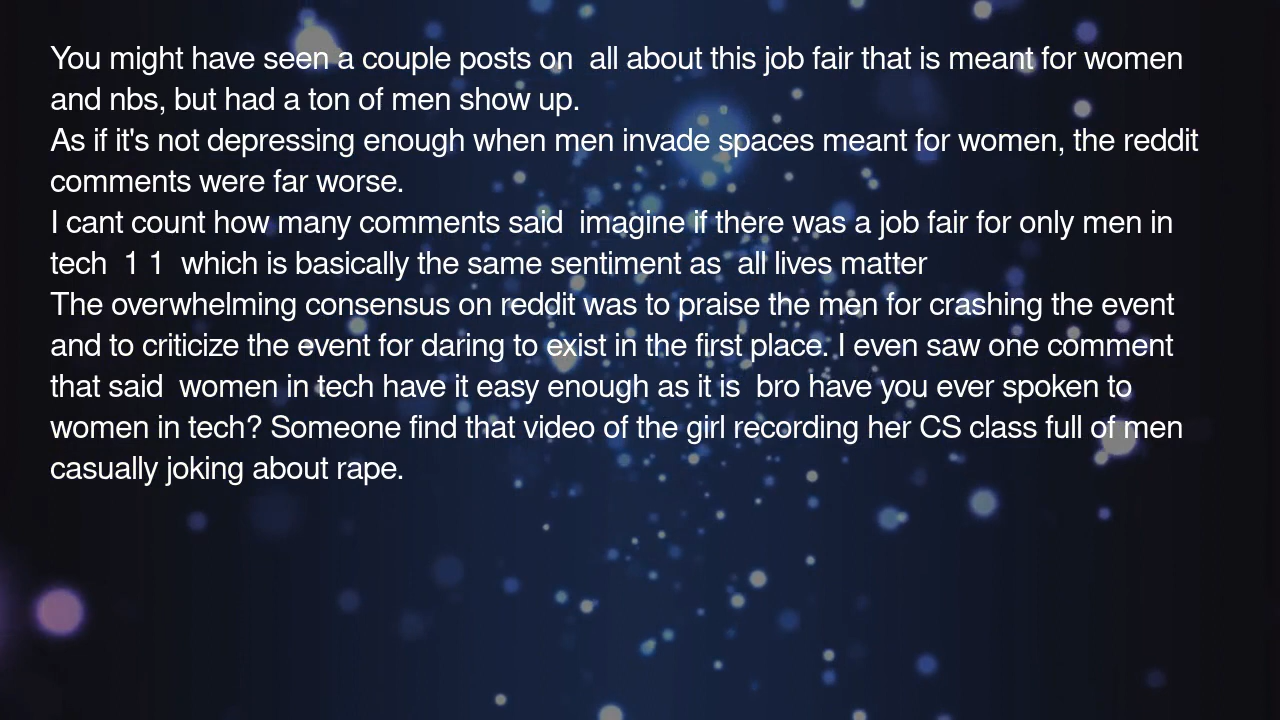 You might have seen a couple posts on  all about this job fair that is meant for women
and nbs, but had a ton of men show up.
As if it's not depressing enough when men invade spaces meant for women, the reddit
comments were far worse.
I cant count how many comments said  imagine if there was a job fair for only men in
tech  1 1  which is basically the same sentiment as  all lives matter
The overwhelming consensus on reddit was to praise the men for crashing the event
and to criticize the event for daring to exist in the first place. I even saw one comment
that said  women in tech have it easy enough as it is  bro have you ever spoken to
women in tech? Someone find that video of the girl recording her CS class full of men
casually joking about rape.